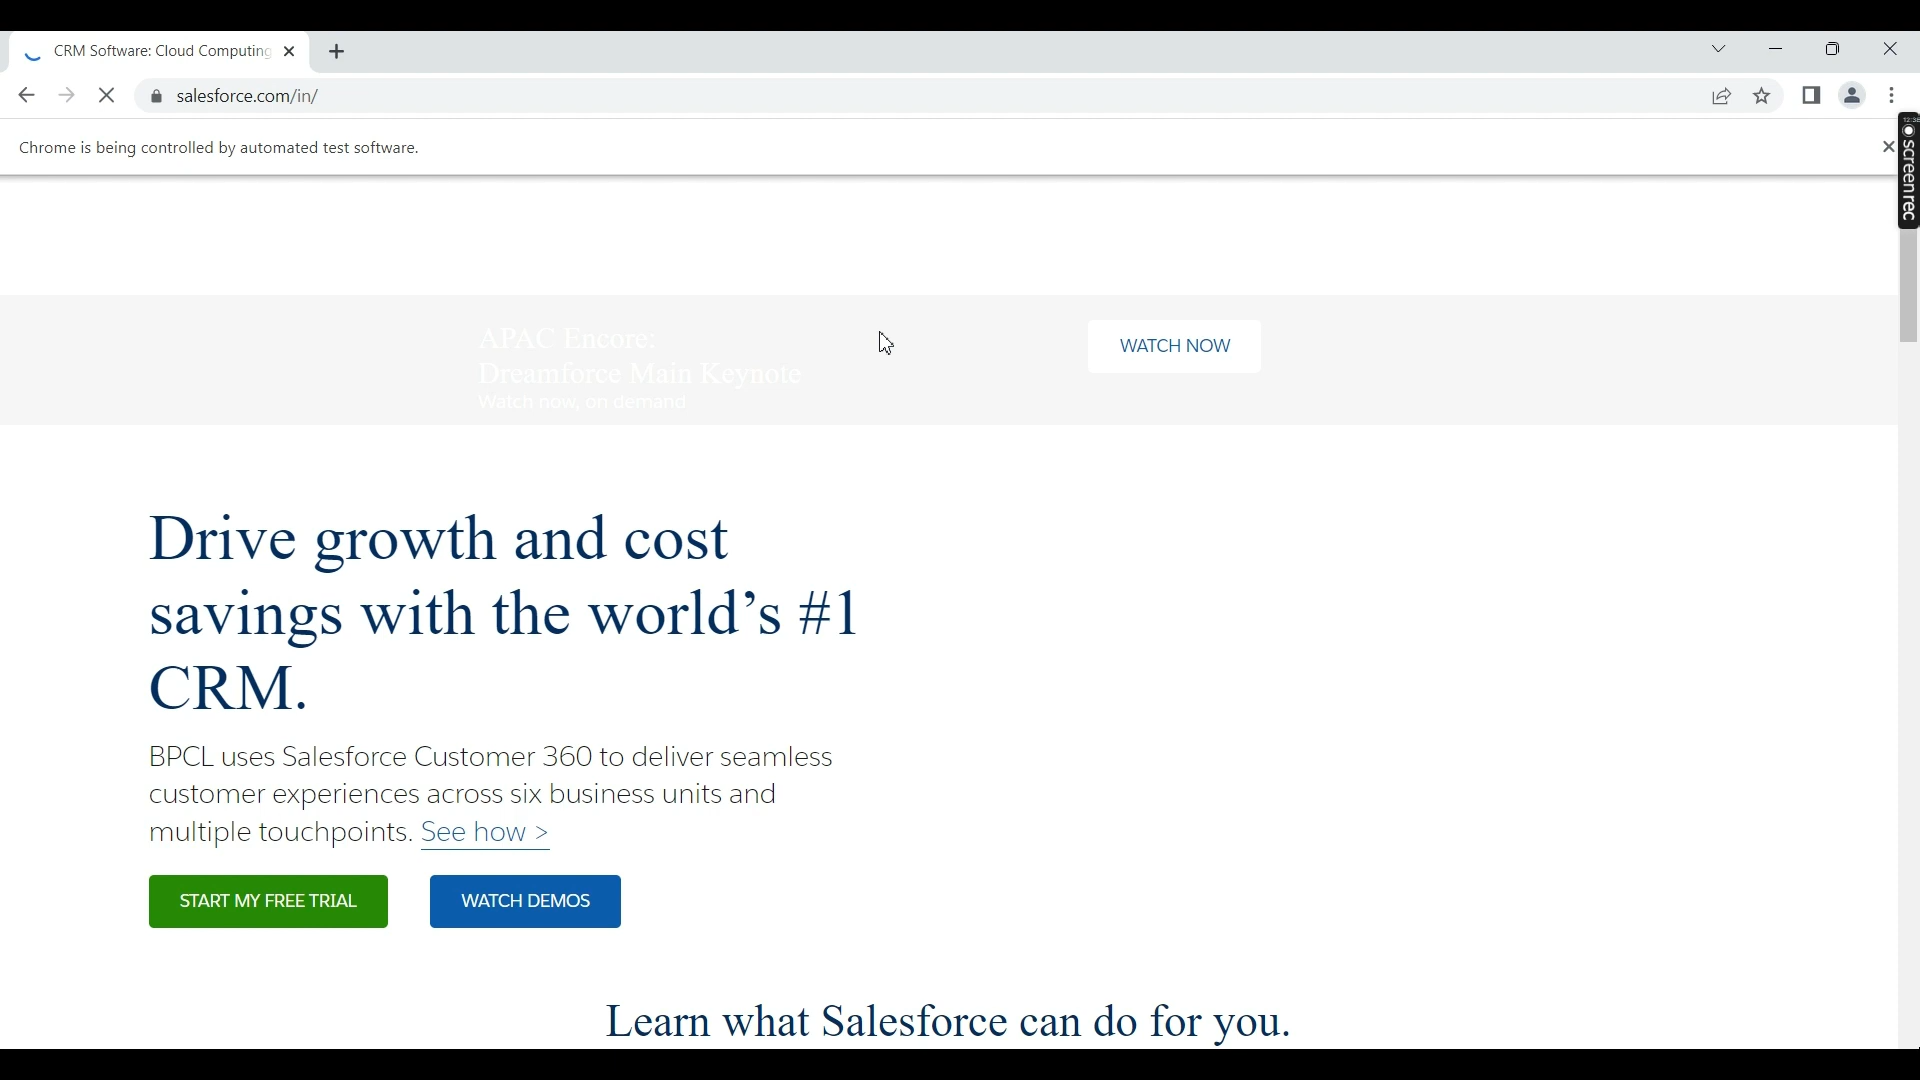 CRM Software: Cloud Computing
salesforce.com/in/
Chrome is being controlled by automated test software.
12:38
screenrec
APAC Encore:
Dreamforce Main Keynote
Watch now, on demand
WATCH NOW
Drive growth and cost
savings with the world’s #1
CRM.
BPCL uses Salesforce Customer 360 to deliver seamless
customer experiences across six business units and
multiple touchpoints. See how >
START MY FREE TRIAL
WATCH DEMOS
Learn what Salesforce can do for you.